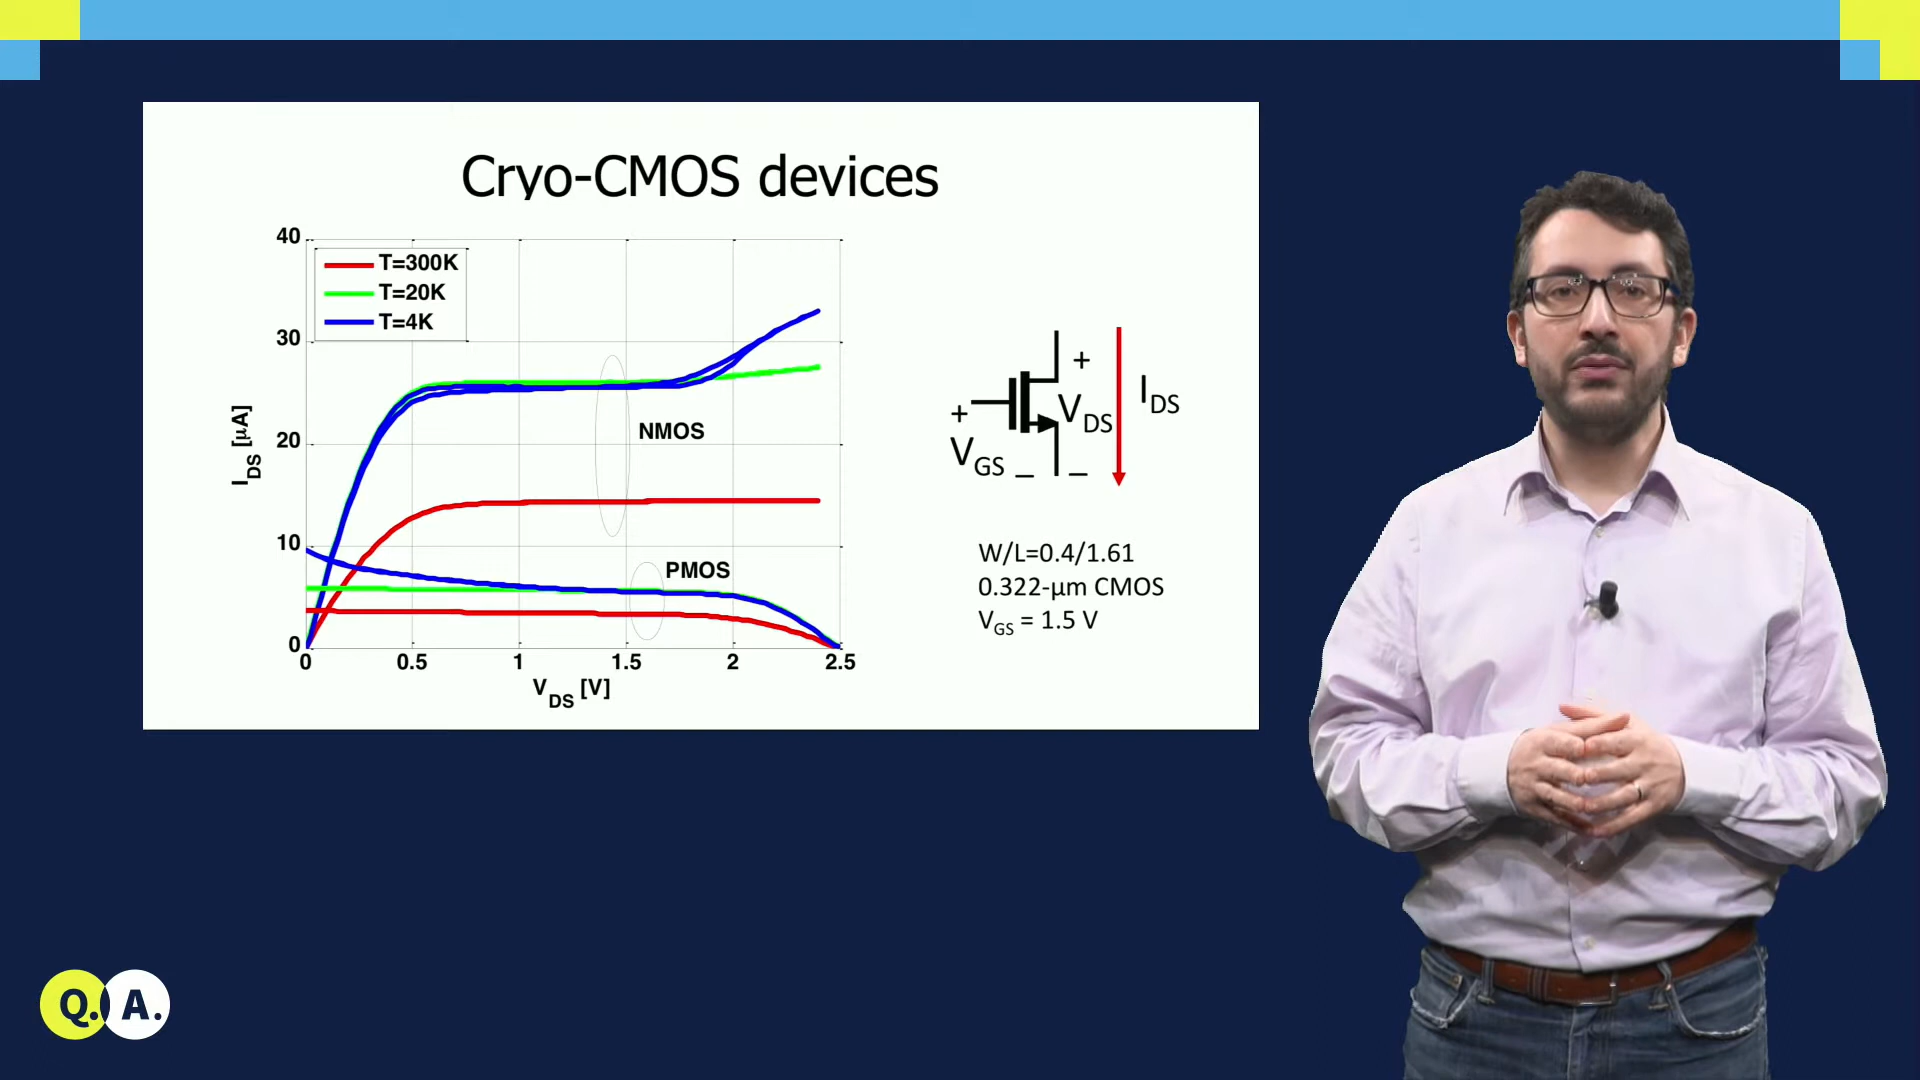 Cryo-CMOS devices
40
30
20
10
0
I_DS [µA]
T=300K
T=20K
T=4K
NMOS
PMOS
0 0.5 1 1.5 2 2.5
V_DS [V]
+
+
V_GS
_
V_DS
_
I_DS
W/L=0.4/1.61
0.322-µm CMOS
V_GS = 1.5 V
Q. A.